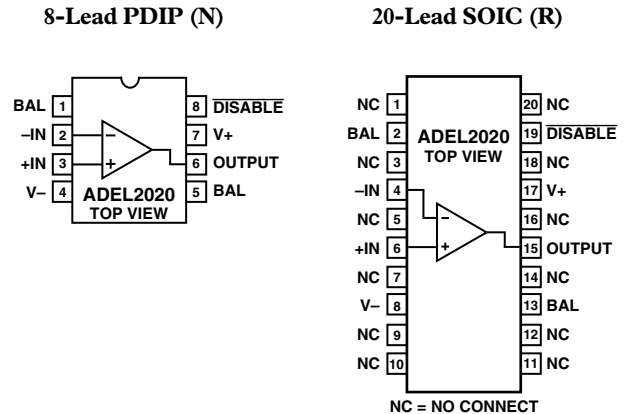 8-Lead PDIP (N)
BAL 1
–IN 2
+IN 3
V– 4
8 DISABLE
7 V+
6 OUTPUT
5 BAL
–
+
ADEL2020
TOP VIEW
20-Lead SOIC (R)
NC 1
BAL 2
NC 3
–IN 4
NC 5
+IN 6
NC 7
V– 8
NC 9
NC 10
20 NC
19 DISABLE
18 NC
17 V+
16 NC
15 OUTPUT
14 NC
13 BAL
12 NC
11 NC
ADEL2020
TOP VIEW
–
+
NC = NO CONNECT